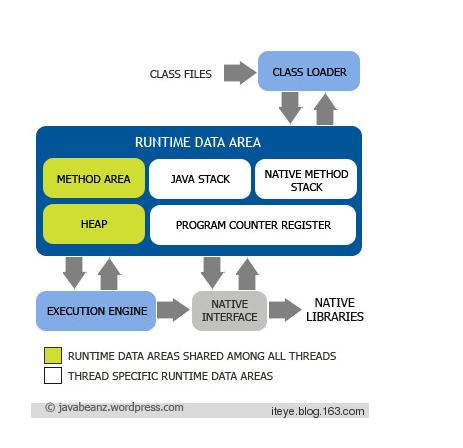 CLASS FILES
CLASS LOADER
RUNTIME DATA AREA
METHOD AREA
JAVA STACK
NATIVE METHOD
STACK
HEAP
PROGRAM COUNTER REGISTER
EXECUTION ENGINE
NATIVE
INTERFACE
NATIVE
LIBRARIES
RUNTIME DATA AREAS SHARED AMONG ALL THREADS
THREAD SPECIFIC RUNTIME DATA AREAS
© javabeanz.wordpress.com
iteye.blog.163.com